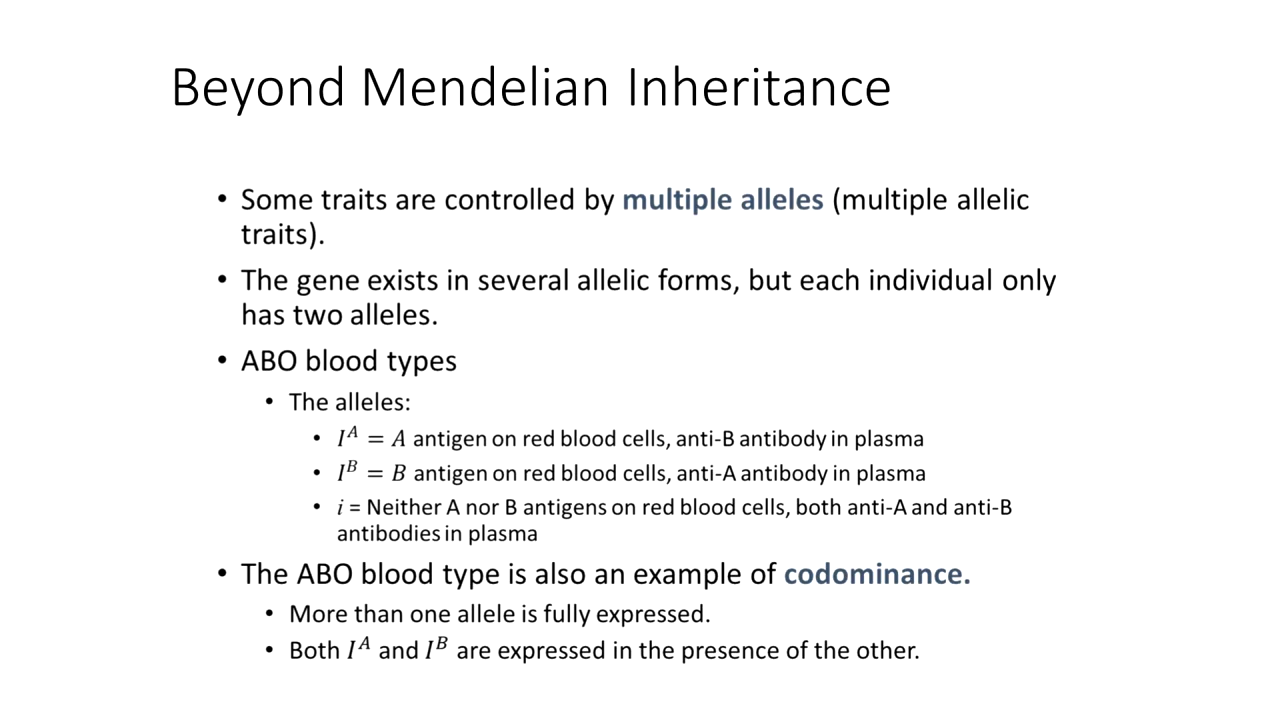 Beyond Mendelian Inheritance
• Some traits are controlled by multiple alleles (multiple allelic
traits).
• The gene exists in several allelic forms, but each individual only
has two alleles.
• ABO blood types
• The alleles:
• Iᴬ = A antigen on red blood cells, anti-B antibody in plasma
• Iᴮ = B antigen on red blood cells, anti-A antibody in plasma
• i = Neither A nor B antigens on red blood cells, both anti-A and anti-B
antibodies in plasma
• The ABO blood type is also an example of codominance.
• More than one allele is fully expressed.
• Both Iᴬ and Iᴮ are expressed in the presence of the other.